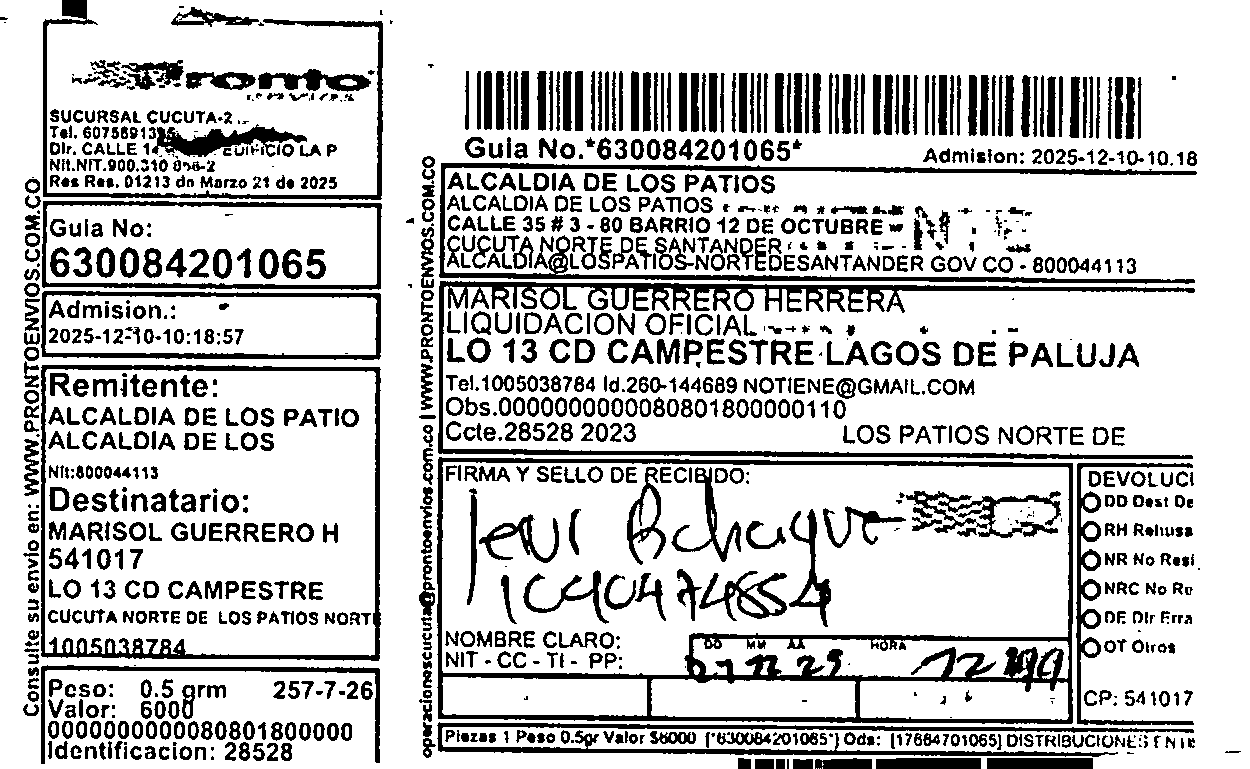 Pronto
SUCURSAL CUCUTA-2
Tel. 6075891335
Dir. CALLE 14 EDIFICIO LA P
Nit.NIT.900.310
Res Res. 01213 de Marzo 21 de 2025
Guia No:
630084201065
Admision.:
2025-12-10-10:18:57
Remitente:
ALCALDIA DE LOS PATIO
ALCALDIA DE LOS
Nit:800044113
Destinatario:
MARISOL GUERRERO H
541017
LO 13 CD CAMPESTRE
CUCUTA NORTE DE LOS PATIOS NORTE
1005038784
Peso: 0.5 grm 257-7-26
Valor: 6000
0000000000080801800000
Identificacion: 28528
Consulte su envio en: WWW.PRONTOENVIOS.COM.CO
operacionescucuta@prontoenvios.com.co | WWW.PRONTOENVIOS.COM.CO
Guia No.*630084201065*
Admision: 2025-12-10-10.18
ALCALDIA DE LOS PATIOS
ALCALDIA DE LOS PATIOS
CALLE 35 # 3 - 80 BARRIO 12 DE OCTUBRE
CUCUTA NORTE DE SANTANDER
ALCALDIA@LOSPATIOS-NORTEDESANTANDER GOV CO - 800044113
MARISOL GUERRERO HERRERA
LIQUIDACION OFICIAL
LO 13 CD CAMPESTRE LAGOS DE PALUJA
Tel.1005038784 Id.260-144689 NOTIENE@GMAIL.COM
Obs.0000000000080801800000110
Ccte.28528 2023 LOS PATIOS NORTE DE
FIRMA Y SELLO DE RECIBIDO:
1090474854
NOMBRE CLARO:
NIT - CC - TI - PP:
DD MM AA HORA
12 25 12
DEVOLUCI
DD Dest De
RH Rehusa
NR No Resi
NRC No Re
DE Dir Erra
OT Otros
CP: 541017
Piezas 1 Peso 0.5gr Valor $6000 [*630084201065*] Ods: [17664701065] DISTRIBUCIONES ENTE